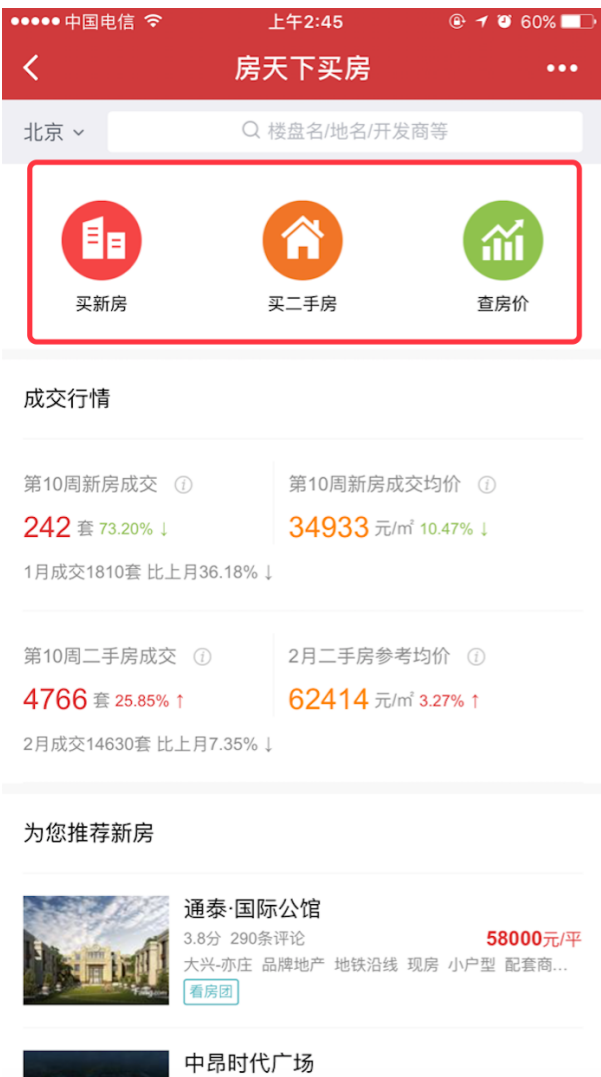 中国电信 上午2:45 60%
房天下买房
北京 楼盘名/地名/开发商等
买新房 买二手房 查房价
成交行情
第10周新房成交 第10周新房成交均价
242 套 73.20% ↓ 34933 元/㎡ 10.47% ↓
1月成交1810套 比上月36.18% ↓
第10周二手房成交 2月二手房参考均价
4766 套 25.85% ↑ 62414 元/㎡ 3.27% ↑
2月成交14630套 比上月7.35% ↓
为您推荐新房
通泰·国际公馆
3.8分 290条评论 58000元/平
大兴-亦庄 品牌地产 地铁沿线 现房 小户型 配套商...
看房团
中昂时代广场